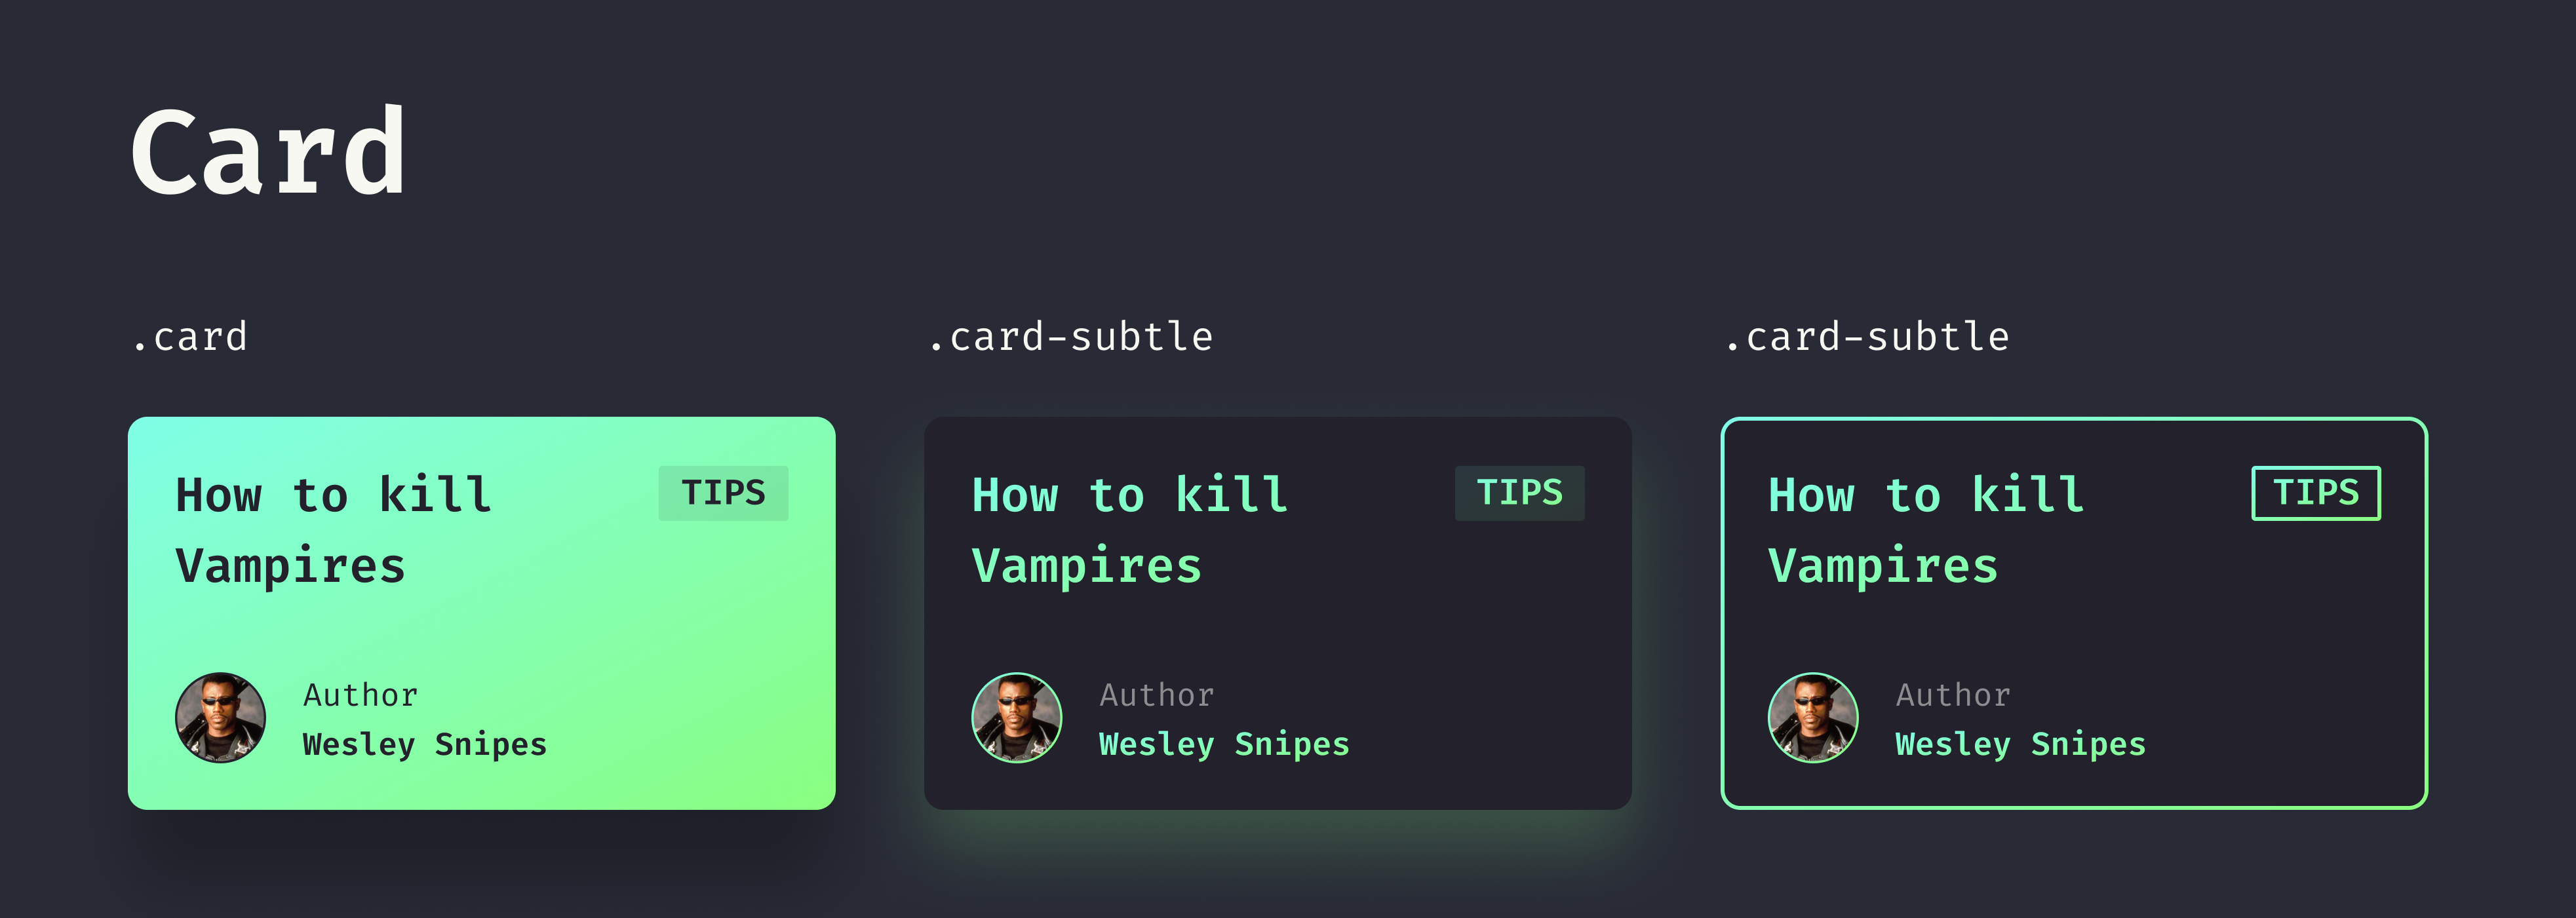 Card
.card
.card-subtle
.card-subtle
How to kill
Vampires
TIPS
Author
Wesley Snipes
How to kill
Vampires
TIPS
Author
Wesley Snipes
How to kill
Vampires
TIPS
Author
Wesley Snipes